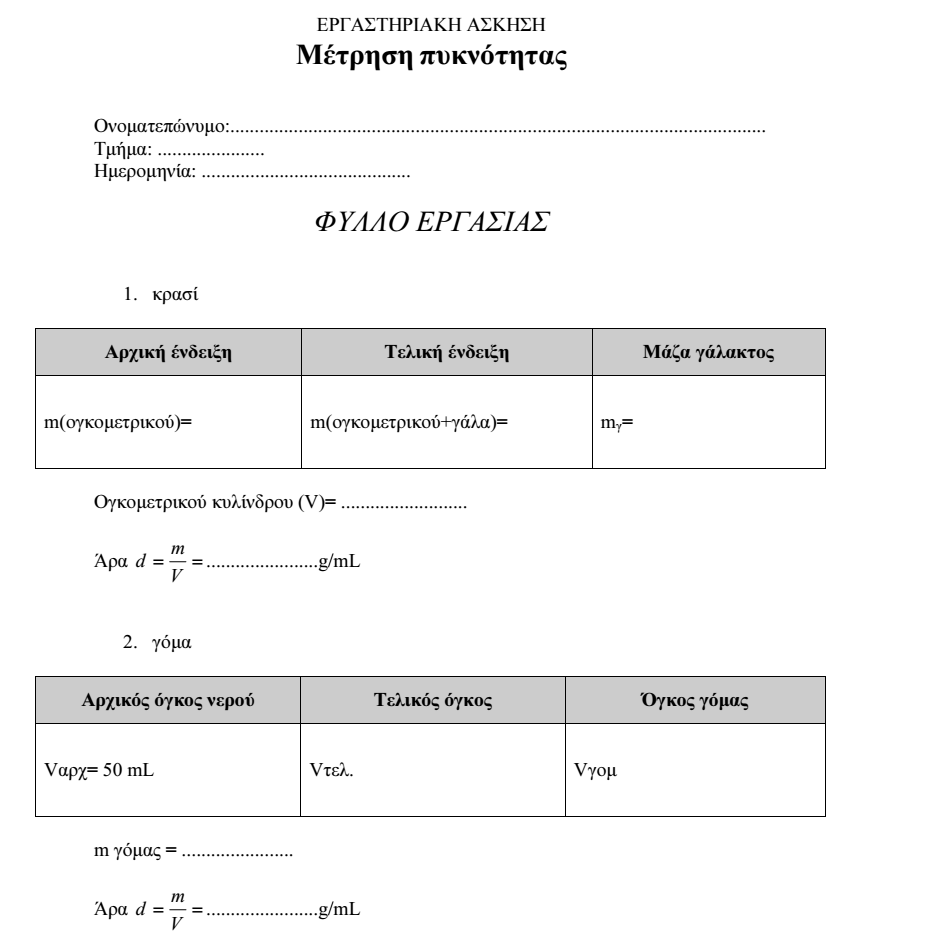 ΕΡΓΑΣΤΗΡΙΑΚΗ ΑΣΚΗΣΗ
Μέτρηση πυκνότητας
Ονοματεπώνυμο:..............................................................................................................
Τμήμα: ......................
Ημερομηνία: ...........................................
ΦΥΛΛΟ ΕΡΓΑΣΙΑΣ
1. κρασί
Αρχική ένδειξη Τελική ένδειξη Μάζα γάλακτος
m(ογκομετρικού)= m(ογκομετρικού+γάλα)= mγ=
Ογκομετρικού κυλίνδρου (V)= ..........................
Άρα d = m/V = .......................g/mL
2. γόμα
Αρχικός όγκος νερού Τελικός όγκος Όγκος γόμας
Vαρχ= 50 mL Vτελ. Vγομ
m γόμας = .......................
Άρα d = m/V = .......................g/mL